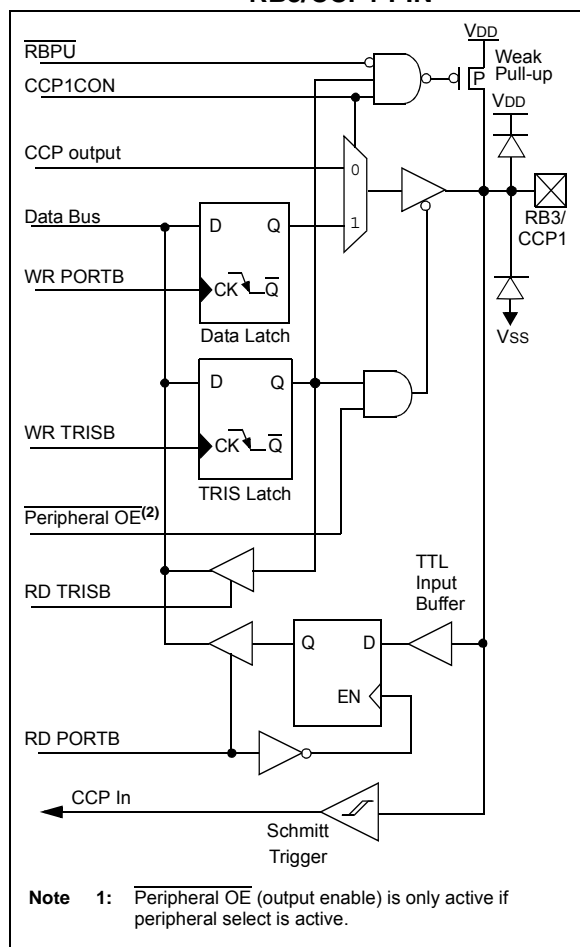 RB3/CCP1 PIN
RBPU
VDD
Weak
Pull-up
P
CCP1CON
VDD
CCP output
0
1
RB3/
CCP1
Data Bus
D Q
WR PORTB
CK Q
Data Latch
VSS
D Q
WR TRISB
CK Q
TRIS Latch
Peripheral OE(2)
RD TRISB
TTL
Input
Buffer
Q D
EN
RD PORTB
CCP In
Schmitt
Trigger
Note 1: Peripheral OE (output enable) is only active if
peripheral select is active.